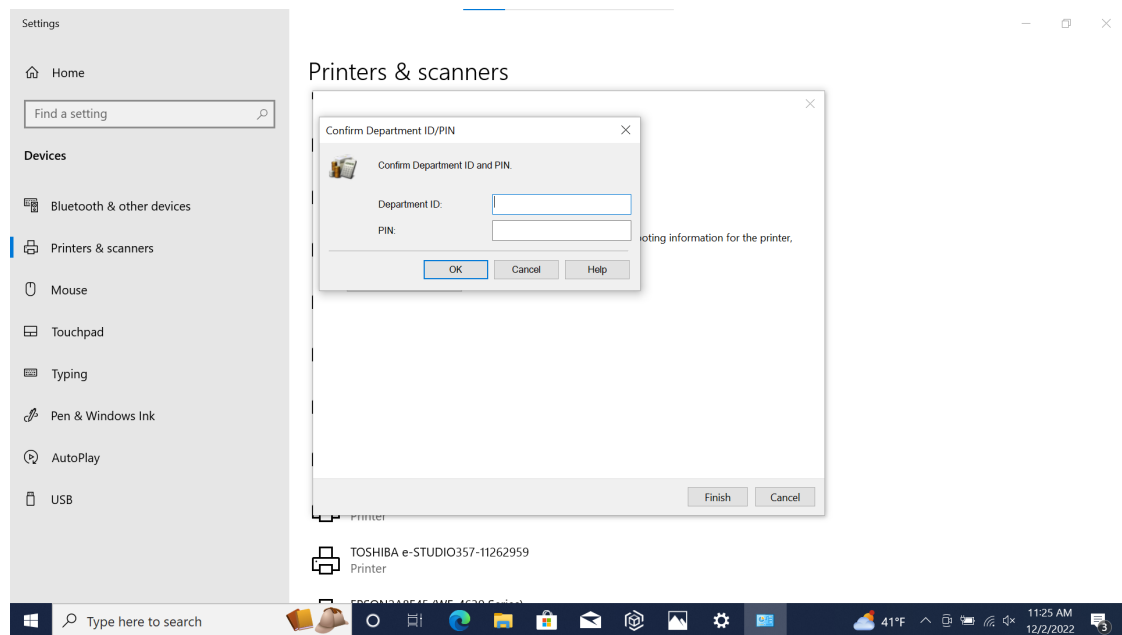 Settings
Home
Find a setting
Devices
Bluetooth & other devices
Printers & scanners
Mouse
Touchpad
Typing
Pen & Windows Ink
AutoPlay
USB
Printers & scanners
Confirm Department ID/PIN
Confirm Department ID and PIN.
Department ID:
PIN:
OK Cancel Help
information for the printer,
Finish Cancel
Printer
TOSHIBA e-STUDIO357-11262959
Printer
Type here to search
41°F
11:25 AM
12/2/2022
3